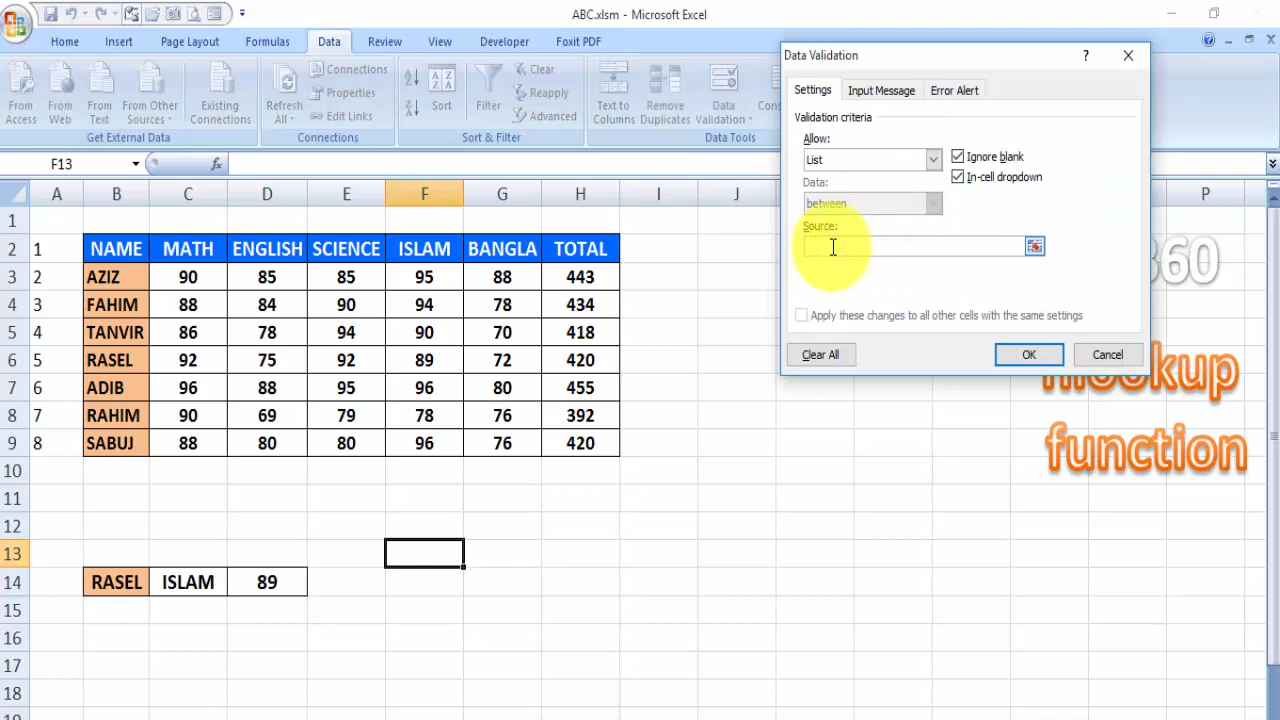 ABC.xlsm - Microsoft Excel
Home Insert Page Layout Formulas Data Review View Developer Foxit PDF
From Access
From Web
From Text
From Other Sources
Existing Connections
Refresh All
Connections
Properties
Edit Links
Sort
Filter
Clear
Reapply
Advanced
Text to Columns
Remove Duplicates
Data Validation
Get External Data Connections Sort & Filter Data Tools
F13 fx
A B C D E F G H I J P
1
2 1 NAME MATH ENGLISH SCIENCE ISLAM BANGLA TOTAL
3 2 AZIZ 90 85 85 95 88 443
4 3 FAHIM 88 84 90 94 78 434
5 4 TANVIR 86 78 94 90 70 418
6 5 RASEL 92 75 92 89 72 420
7 6 ADIB 96 88 95 96 80 455
8 7 RAHIM 90 69 79 78 76 392
9 8 SABUJ 88 80 80 96 76 420
10
11
12
13
14 RASEL ISLAM 89
15
16
17
18
Data Validation
?
Settings Input Message Error Alert
Validation criteria
Allow:
List
Ignore blank
In-cell dropdown
Data:
between
Source:
Apply these changes to all other cells with the same settings
Clear All OK Cancel
360
hlookup
function